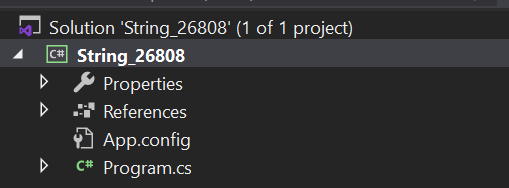 Solution 'String_26808' (1 of 1 project)
C# String_26808
Properties
References
App.config
C# Program.cs